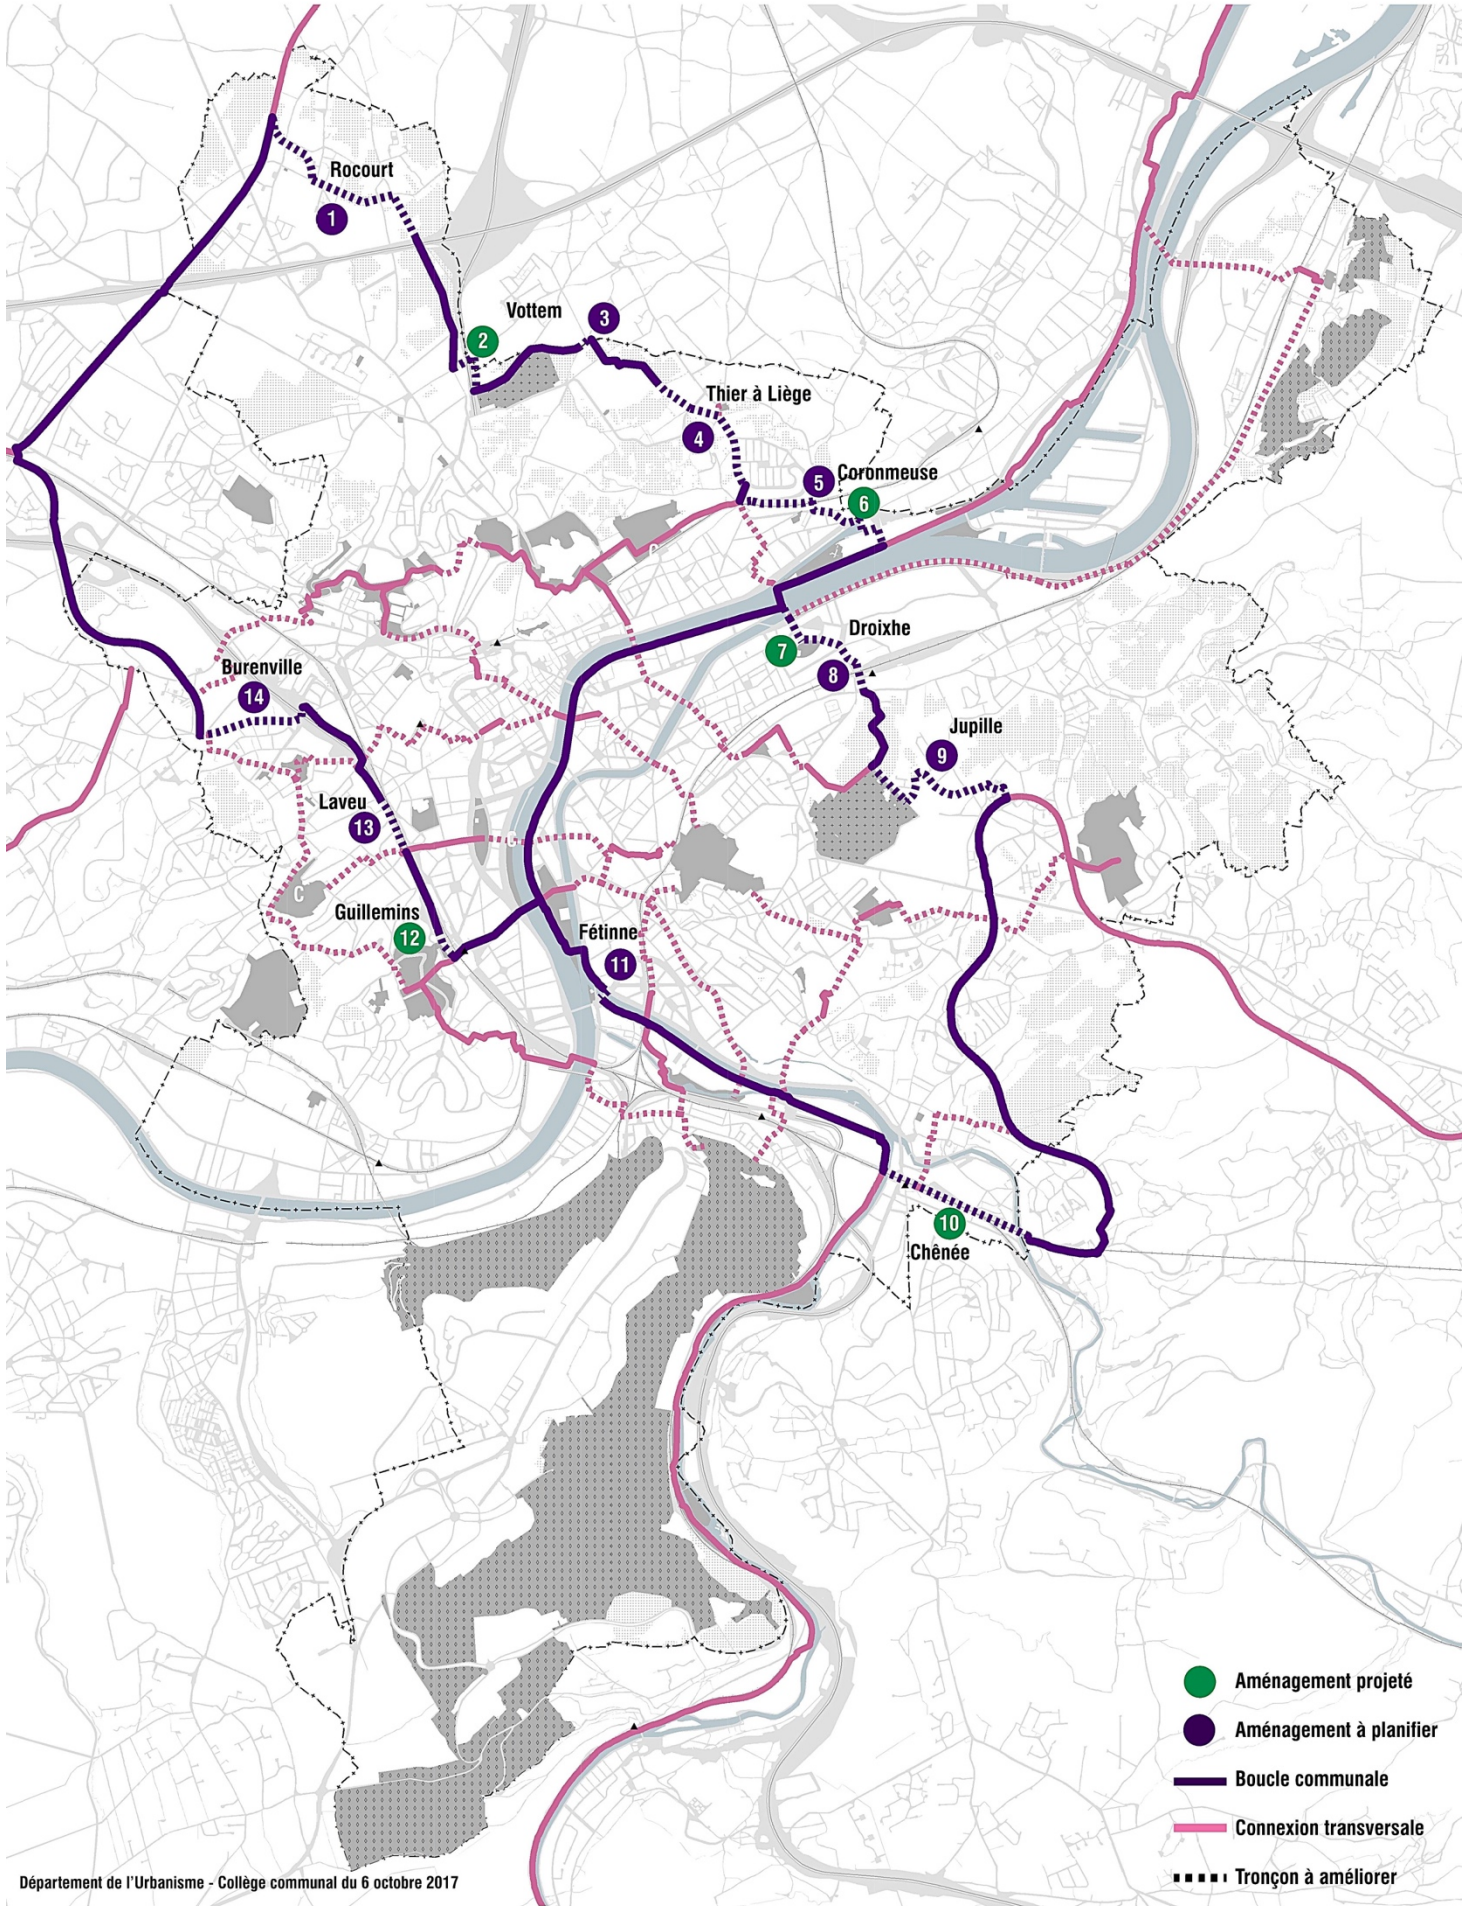 Rocourt
1
Vottem
2
3
Thier à Liège
4
5
Coronmeuse
6
Droixhe
7
8
Burenville
14
Jupille
9
Laveu
13
C
Guillemins
12
Fétinne
11
10
Chênée
Aménagement projeté
Aménagement à planifier
Boucle communale
Connexion transversale
Tronçon à améliorer
Département de l'Urbanisme - Collège communal du 6 octobre 2017